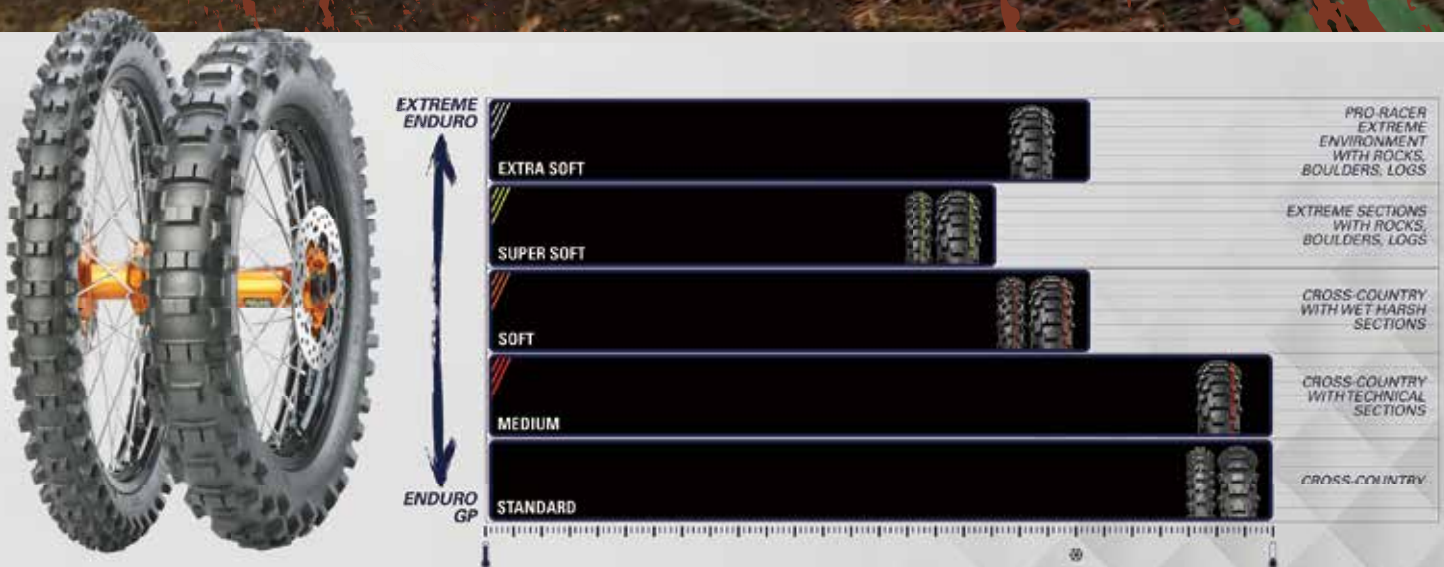 EXTREME
ENDURO
EXTRA SOFT
PRO-RACER
EXTREME
ENVIRONMENT
WITH ROCKS,
BOULDERS, LOGS
SUPER SOFT
EXTREME SECTIONS
WITH ROCKS,
BOULDERS, LOGS
SOFT
CROSS-COUNTRY
WITH WET HARSH
SECTIONS
MEDIUM
CROSS-COUNTRY
WITH TECHNICAL
SECTIONS
ENDURO
GP
STANDARD
CROSS-COUNTRY